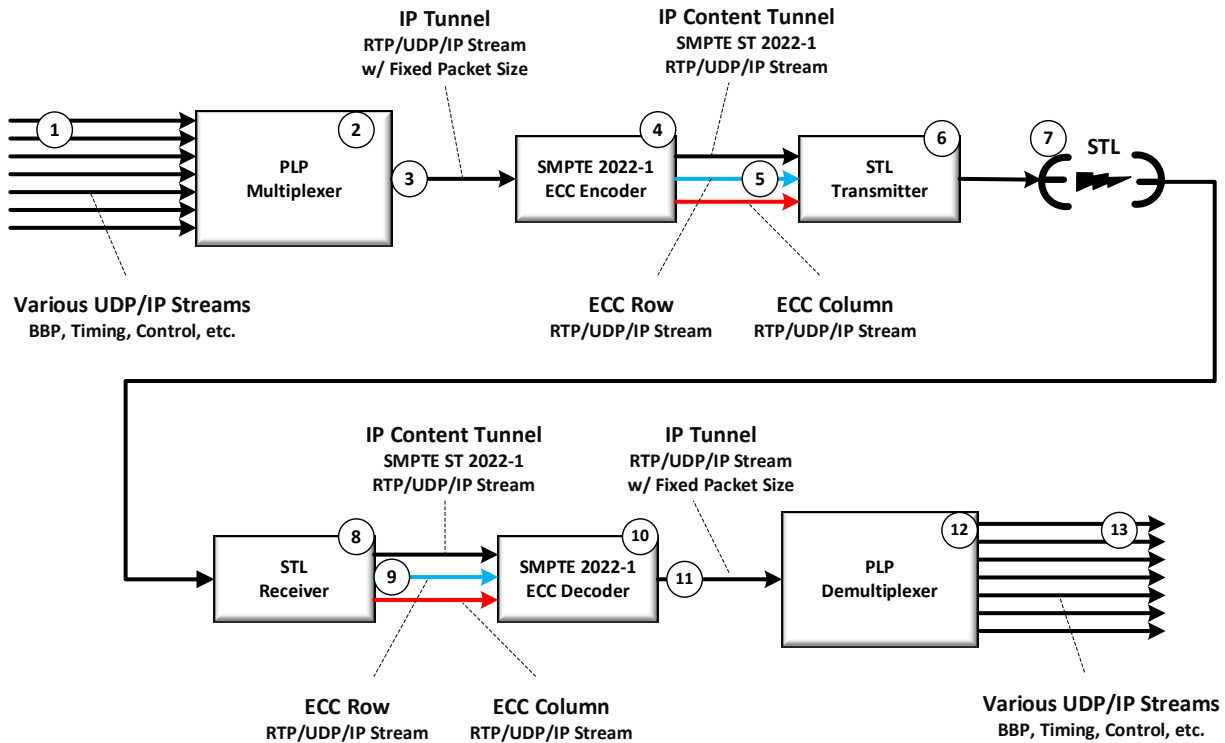 IP Tunnel
RTP/UDP/IP Stream
w/ Fixed Packet Size
IP Content Tunnel
SMPTE ST 2022-1
RTP/UDP/IP Stream
1
2
PLP
Multiplexer
3
4
SMPTE 2022-1
ECC Encoder
5
6
STL
Transmitter
7
STL
Various UDP/IP Streams
BBP, Timing, Control, etc.
ECC Row
RTP/UDP/IP Stream
ECC Column
RTP/UDP/IP Stream
IP Content Tunnel
SMPTE ST 2022-1
RTP/UDP/IP Stream
IP Tunnel
RTP/UDP/IP Stream
w/ Fixed Packet Size
8
STL
Receiver
9
10
SMPTE 2022-1
ECC Decoder
11
12
PLP
Demultiplexer
13
ECC Row
RTP/UDP/IP Stream
ECC Column
RTP/UDP/IP Stream
Various UDP/IP Streams
BBP, Timing, Control, etc.